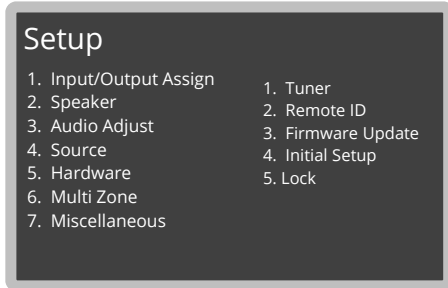 Setup
1. Input/Output Assign
2. Speaker
3. Audio Adjust
4. Source
5. Hardware
6. Multi Zone
7. Miscellaneous
1. Tuner
2. Remote ID
3. Firmware Update
4. Initial Setup
5. Lock